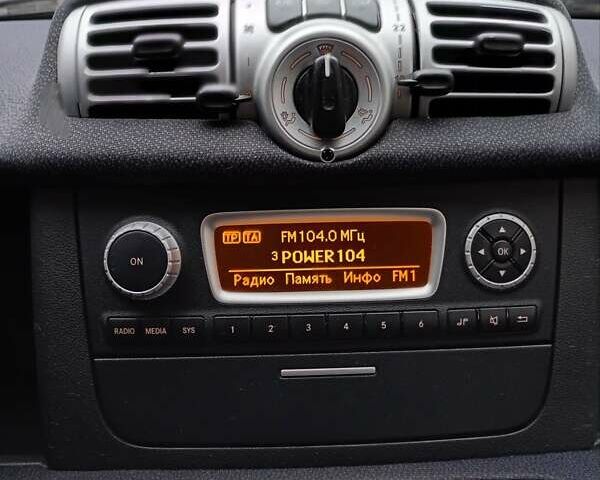 TP TA FM104.0 МГц
3 POWER104
Радио Память Инфо FM1
ON
OK
RADIO MEDIA SYS 1 2 3 4 5 6